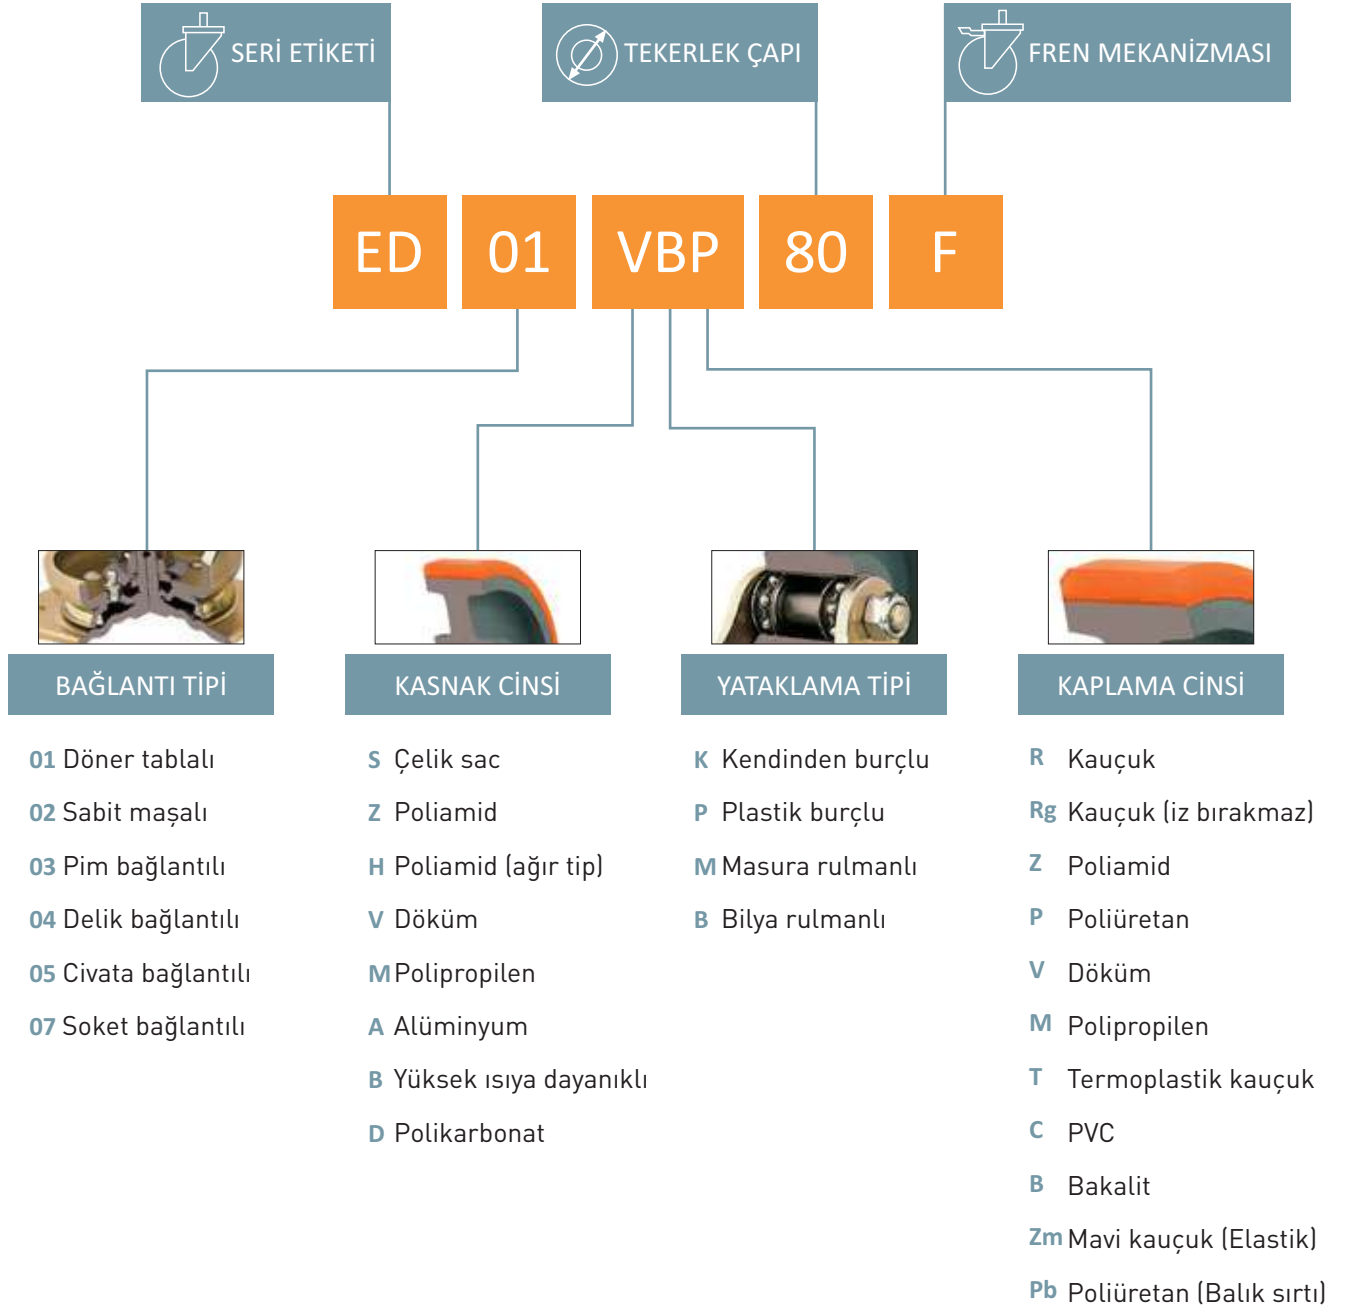 SERİ ETİKETİ
TEKERLEK ÇAPI
FREN MEKANİZMASI
ED 01 VBP 80 F
BAĞLANTI TİPİ
01 Döner tablalı
02 Sabit maşalı
03 Pim bağlantılı
04 Delik bağlantılı
05 Civata bağlantılı
07 Soket bağlantılı
KASNAK CİNSİ
S Çelik sac
Z Poliamid
H Poliamid (ağır tip)
V Döküm
M Polipropilen
A Alüminyum
B Yüksek ısıya dayanıklı
D Polikarbonat
YATAKLAMA TİPİ
K Kendinden burçlu
P Plastik burçlu
M Masura rulmanlı
B Bilya rulmanlı
KAPLAMA CİNSİ
R Kauçuk
Rg Kauçuk (iz bırakmaz)
Z Poliamid
P Poliüretan
V Döküm
M Polipropilen
T Termoplastik kauçuk
C PVC
B Bakalit
Zm Mavi kauçuk (Elastik)
Pb Poliüretan (Balık sırtı)